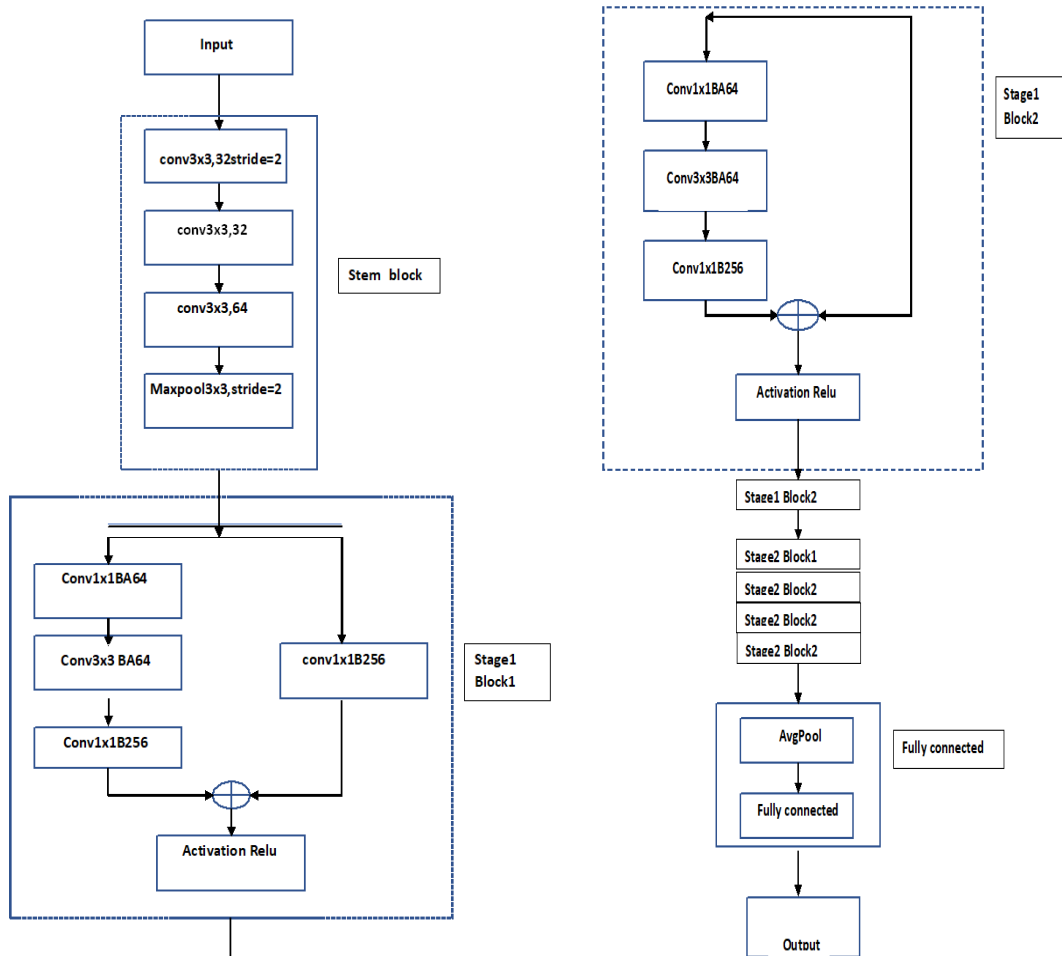 Input
conv3x3,32stride=2
conv3x3,32
conv3x3,64
Maxpool3x3,stride=2
Stem block
Conv1x1BA64
Conv3x3 BA64
Conv1x1B256
conv1x1B256
Activation Relu
Stage1
Block1
Conv1x1BA64
Conv3x3BA64
Conv1x1B256
Activation Relu
Stage1
Block2
Stage1 Block2
Stage2 Block1
Stage2 Block2
Stage2 Block2
Stage2 Block2
AvgPool
Fully connected
Fully connected
Output